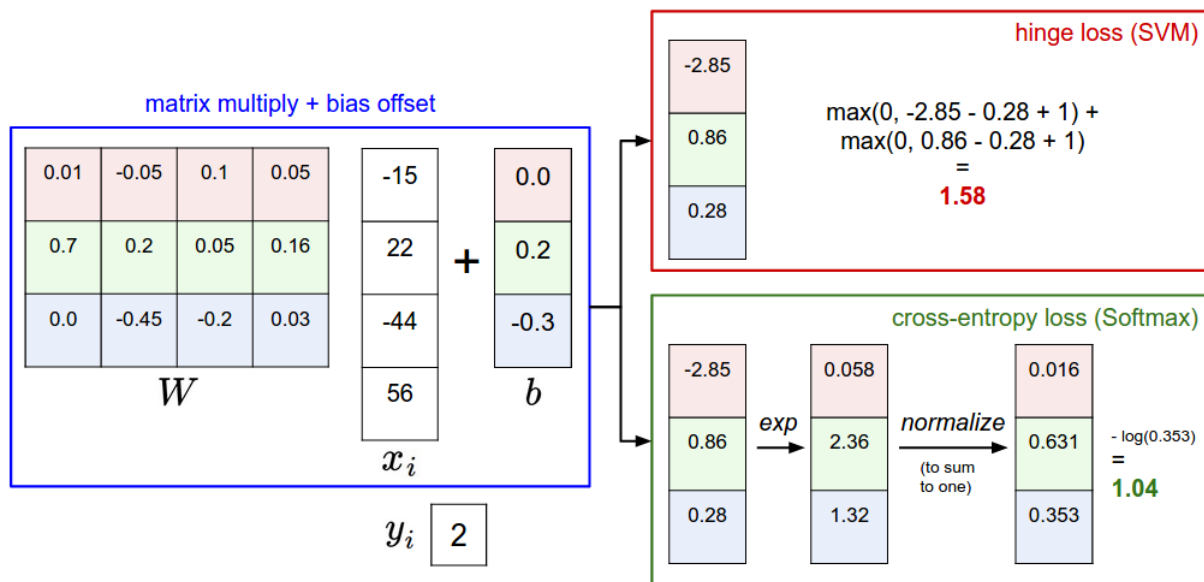 matrix multiply + bias offset
0.01 -0.05 0.1 0.05
0.7 0.2 0.05 0.16
0.0 -0.45 -0.2 0.03
W
-15
22
-44
56
x_i
+
0.0
0.2
-0.3
b
y_i 2
hinge loss (SVM)
-2.85
0.86
0.28
max(0, -2.85 - 0.28 + 1) +
max(0, 0.86 - 0.28 + 1)
=
1.58
cross-entropy loss (Softmax)
-2.85
0.86
0.28
exp
0.058
2.36
1.32
normalize
(to sum
to one)
0.016
0.631
0.353
- log(0.353)
=
1.04